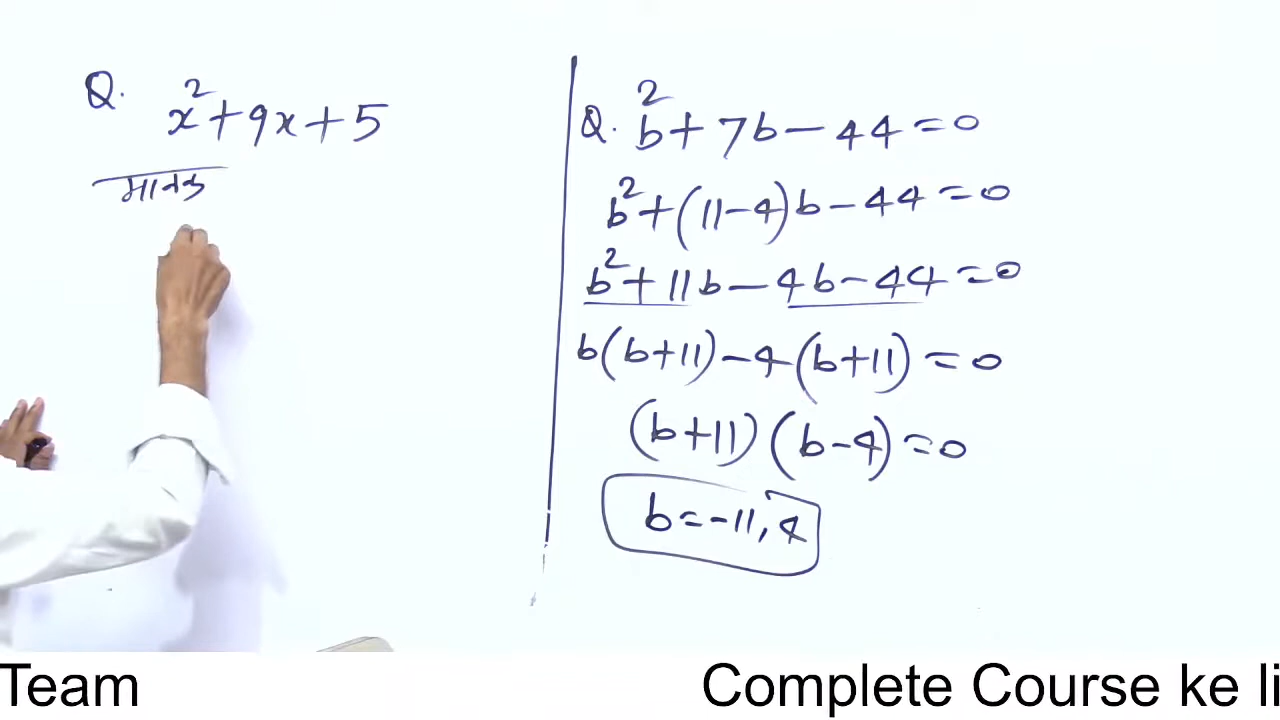 Q. x²+9x+5
मानक
Q. b²+7b-44=0
b²+(11-4)b-44=0
b²+11b-4b-44=0
b(b+11)-4(b+11)=0
(b+11)(b-4)=0
b=-11,4
Team Complete Course ke li